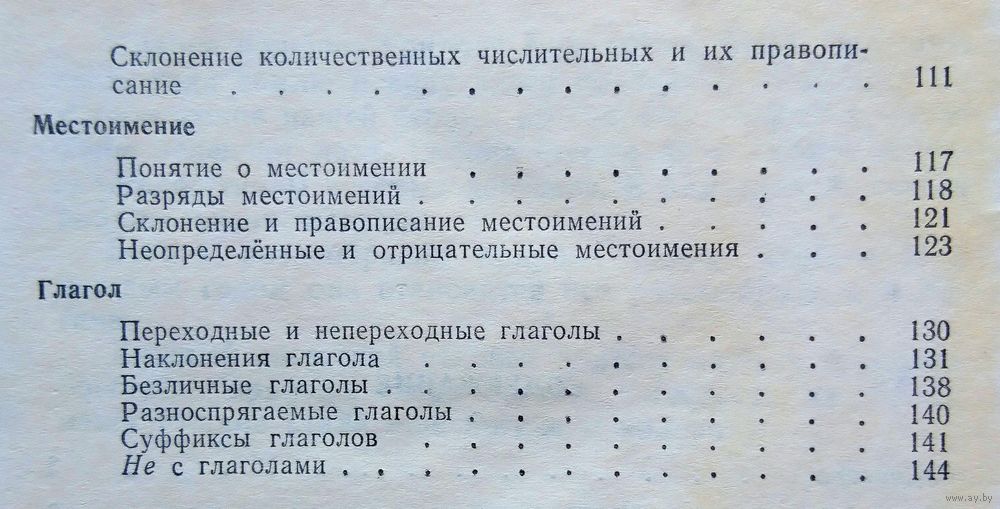 Склонение количественных числительных и их правопи-
сание . . . . . . . . . . . . . 111
Местоимение
Понятие о местоимении . . . . . . . . . 117
Разряды местоимений . . . . . . . . . . 118
Склонение и правописание местоимений . . . . . 121
Неопределённые и отрицательные местоимения . . . 123
Глагол
Переходные и непереходные глаголы . . . . . . 130
Наклонения глагола . . . . . . . . . . 131
Безличные глаголы . . . . . . . . . . . 138
Разноспрягаемые глаголы . . . . . . . . . 140
Суффиксы глаголов . . . . . . . . . . 141
Не с глаголами . . . . . . . . . . . . 144
www.ay.by